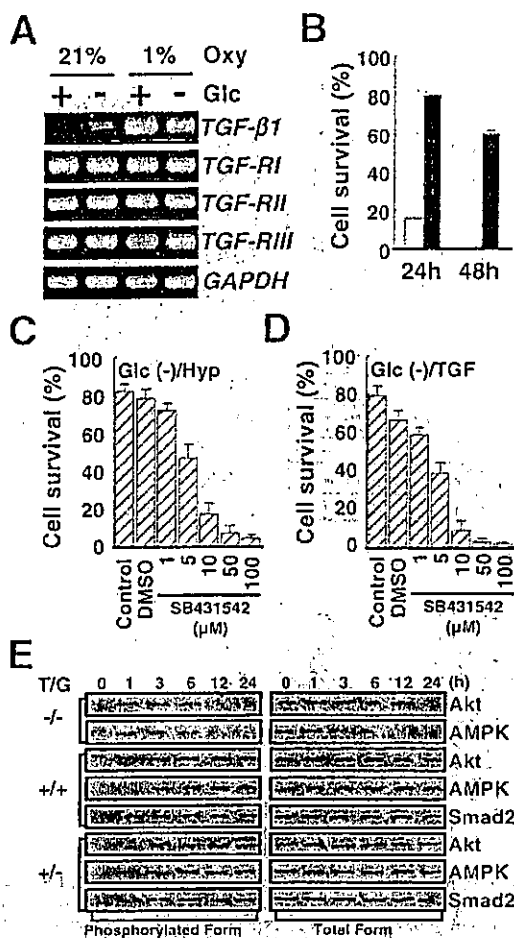 A
21% 1% Oxy
+ - + - Glc
TGF-β1
TGF-RI
TGF-RII
TGF-RIII
GAPDH
B
Cell survival (%)
80
60
40
20
0
24h 48h
C
Glc (-)/Hyp
Cell survival (%)
100
80
60
40
20
0
Control
DMSO
1
5
10
50
100
SB431542
(μM)
D
Glc (-)/TGF
Cell survival (%)
100
80
60
40
20
0
Control
DMSO
1
5
10
50
100
SB431542
(μM)
E
T/G 0 1 3 6 12 24 0 1 3 6 12 24 (h)
-/- Akt
AMPK
+/+ Akt
AMPK
Smad2
+/- Akt
AMPK
Smad2
Phosphorylated Form Total Form